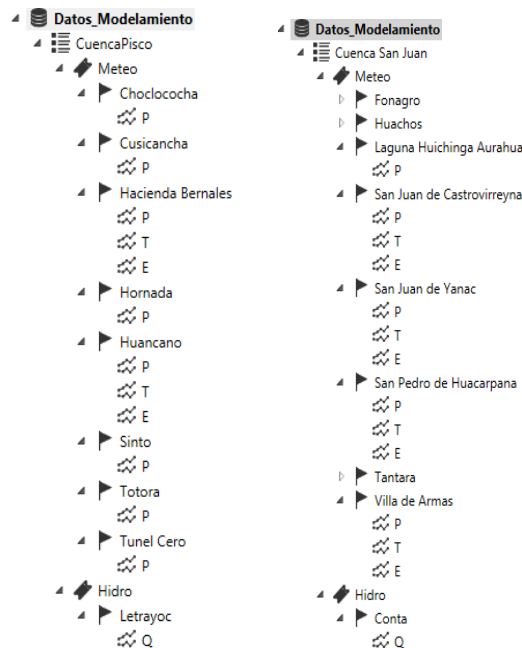 Datos_Modelamiento
CuencaPisco
Meteo
Choclococha
P
Cusicancha
P
Hacienda Bernales
P
T
E
Hornada
P
Huancano
P
T
E
Sinto
P
Totora
P
Tunel Cero
P
Hidro
Letrayoc
Q
Datos_Modelamiento
Cuenca San Juan
Meteo
Fonagro
Huachos
Laguna Huichinga Aurahua
P
San Juan de Castrovirreyna
P
T
E
San Juan de Yanac
P
T
E
San Pedro de Huacarpana
P
T
E
Tantara
Villa de Armas
P
T
E
Hidro
Conta
Q